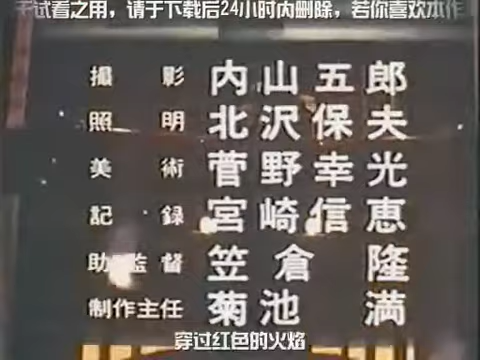 试看之用，请于下载后24小时内删除，若你喜欢本作
撮 影 内山五郎
照 明 北沢保夫
美 術 菅野幸光
記 録 宮崎信恵
助監督 笠倉 隆
制作主任 菊池 満
穿过红色的火焰